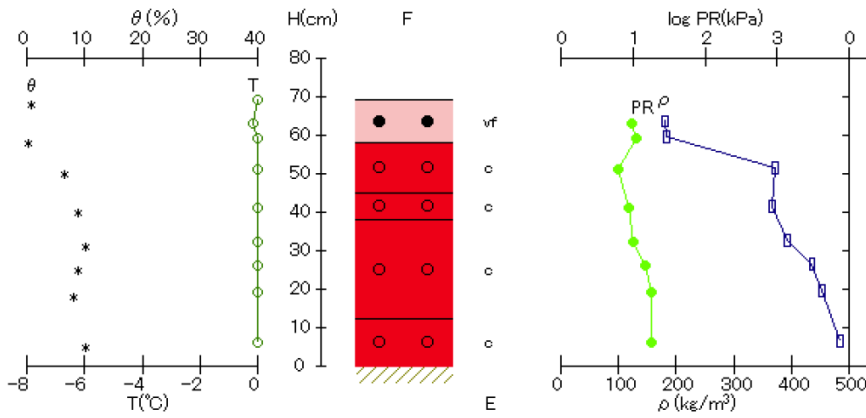 θ(%) H(cm) F log PR(kPa)
0 10 20 30 40 0 1 2 3 4
80
θ T
70
PR ρ
vf
60
50 c
40 c
30
20 c
10 c
0
-8 -6 -4 -2 0 0 100 200 300 400 500
T(℃) E ρ (kg/m³)